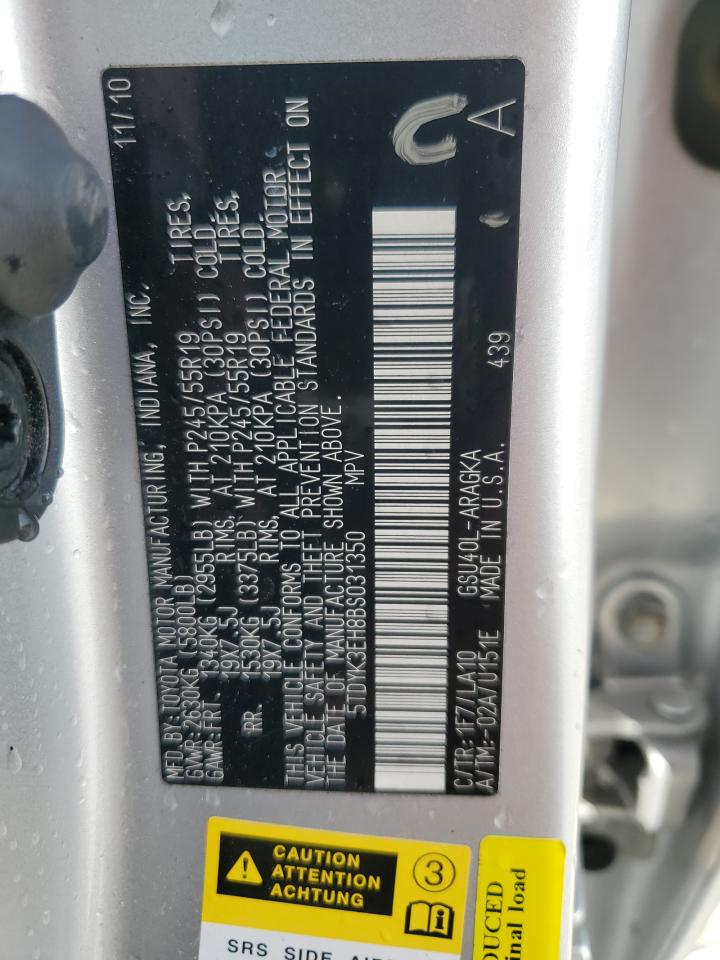 MFD BY:TOYOTA MOTOR MANUFACTURING, INDIANA, INC. 11/10
GVWR:2630KG (5800LB)
GAWR:FRT. 1340KG (2955LB) WITH P245/55R19 TIRES,
19X7.5J RIMS, AT 210KPA (30PSI) COLD
RR. 1530KG (3375LB) WITH P245/55R19 TIRES,
19X7.5J RIMS, AT 210KPA (30PSI) COLD.
THIS VEHICLE CONFORMS TO ALL APPLICABLE FEDERAL MOTOR
VEHICLE SAFETY AND THEFT PREVENTION STANDARDS IN EFFECT ON
THE DATE OF MANUFACTURE SHOWN ABOVE.
5TDYK3EH8BS031350 MPV
C/TR:1F7/LA10 GSU40L-ARAGKA 439 A
A/TM:-02A/U151E MADE IN U.S.A.
CAUTION
ATTENTION
ACHTUNG
3
i
SRS SIDE